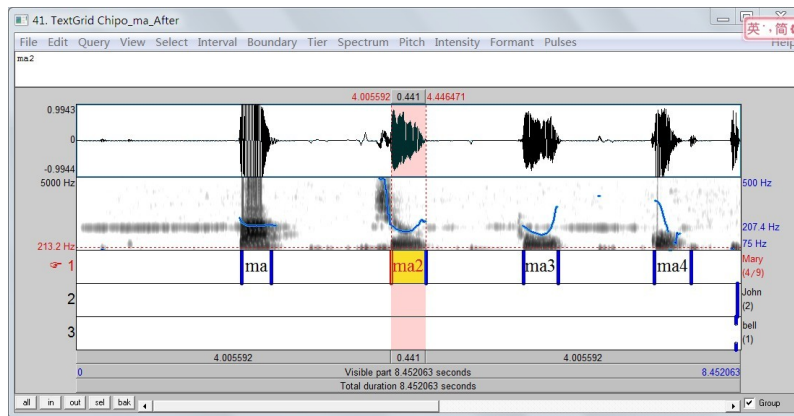 41. TextGrid Chipo_ma_After
英 简
File Edit Query View Select Interval Boundary Tier Spectrum Pitch Intensity Formant Pulses Help
ma2
4.005592 0.441 4.446471
0.9943
0
-0.9944
5000 Hz 500 Hz
207.4 Hz
213.2 Hz 75 Hz
1 ma ma2 ma3 ma4 Mary
(4/9)
2 John
(2)
3 bell
(1)
4.005592 0.441 4.005592
0 Visible part 8.452063 seconds 8.452063
Total duration 8.452063 seconds
all in out sel bak Group